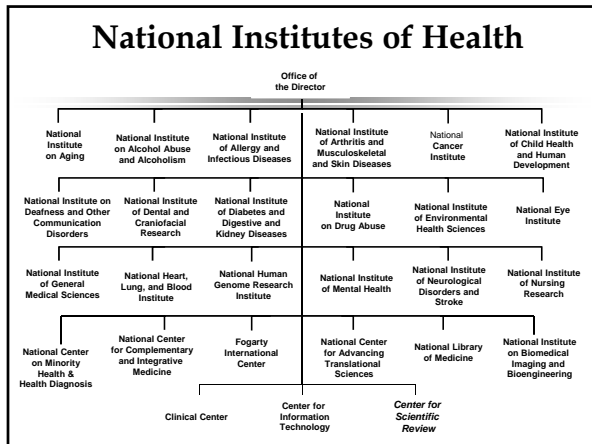 National Institutes of Health
Office of
the Director
National
Institute
on Aging
National Institute
on Alcohol Abuse
and Alcoholism
National Institute
of Allergy and
Infectious Diseases
National Institute
of Arthritis and
Musculoskeletal
and Skin Diseases
National
Cancer
Institute
National Institute
of Child Health
and Human
Development
National Institute on
Deafness and Other
Communication
Disorders
National Institute
of Dental and
Craniofacial
Research
National Institute
of Diabetes and
Digestive and
Kidney Diseases
National
Institute
on Drug Abuse
National Institute
of Environmental
Health Sciences
National Eye
Institute
National Institute
of General
Medical Sciences
National Heart,
Lung, and Blood
Institute
National Human
Genome Research
Institute
National Institute
of Mental Health
National Institute
of Neurological
Disorders and
Stroke
National Institute
of Nursing
Research
National Center
on Minority
Health &
Health Diagnosis
National Center
for Complementary
and Integrative
Medicine
Fogarty
International
Center
National Center
for Advancing
Translational
Sciences
National Library
of Medicine
National Institute
on Biomedical
Imaging and
Bioengineering
Clinical Center
Center for
Information
Technology
Center for
Scientific
Review